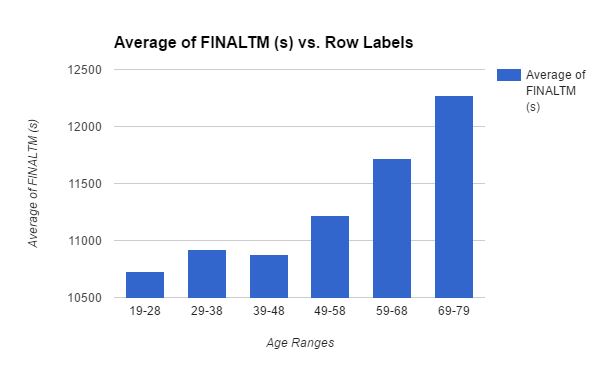 Average of FINALTM (s) vs. Row Labels
12500
12000
11500
11000
10500
Average of FINALTM (s)
19-28
29-38
39-48
49-58
59-68
69-79
Age Ranges
Average of
FINALTM
(s)